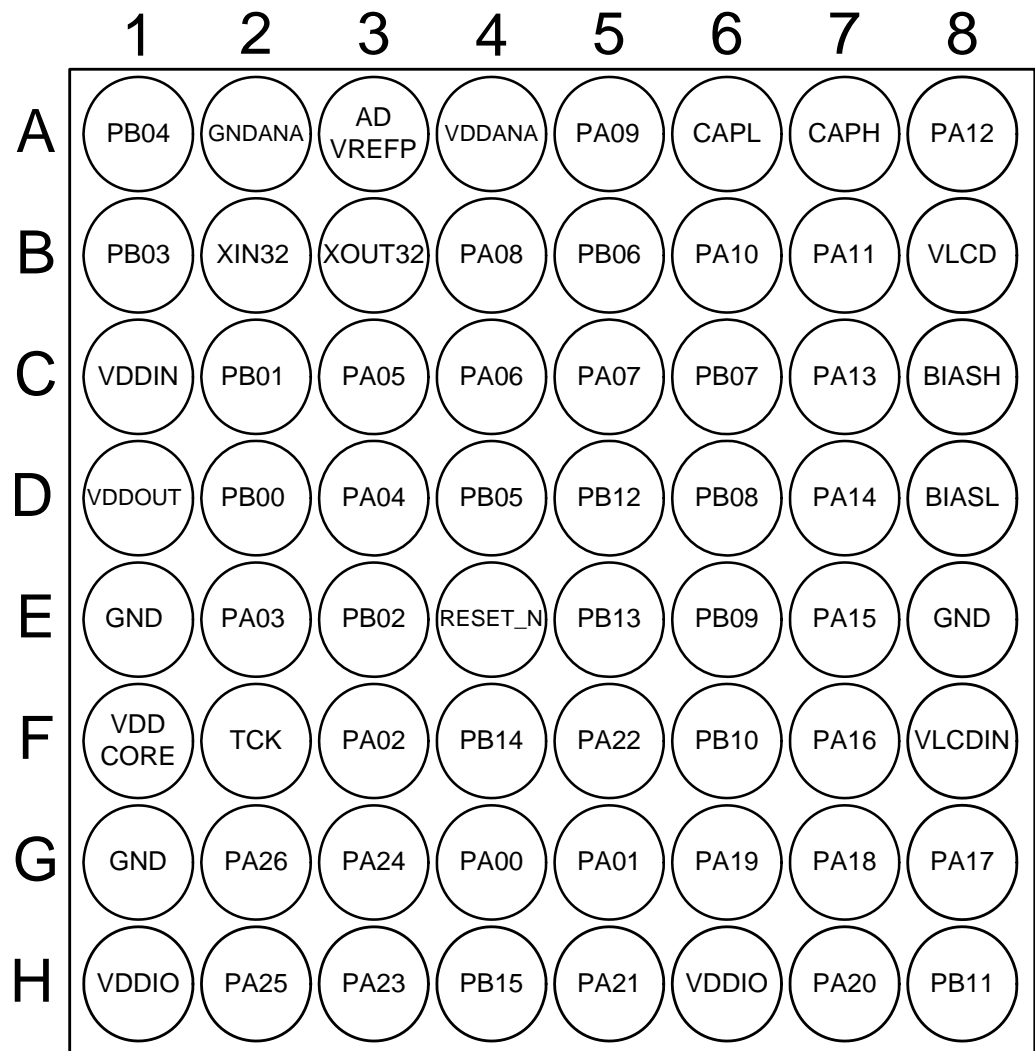 1 2 3 4 5 6 7 8
A PB04 GNDANA AD VREFP VDDANA PA09 CAPL CAPH PA12
B PB03 XIN32 XOUT32 PA08 PB06 PA10 PA11 VLCD
C VDDIN PB01 PA05 PA06 PA07 PB07 PA13 BIASH
D VDDOUT PB00 PA04 PB05 PB12 PB08 PA14 BIASL
E GND PA03 PB02 RESET_N PB13 PB09 PA15 GND
F VDD CORE TCK PA02 PB14 PA22 PB10 PA16 VLCDIN
G GND PA26 PA24 PA00 PA01 PA19 PA18 PA17
H VDDIO PA25 PA23 PB15 PA21 VDDIO PA20 PB11